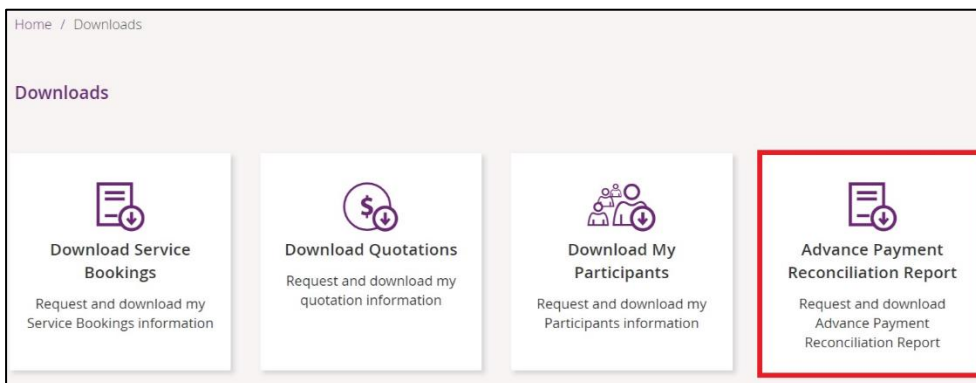 Home / Downloads
Downloads
Download Service
Bookings
Request and download my
Service Bookings information
$
Download Quotations
Request and download my
quotation information
Download My
Participants
Request and download my
Participants information
Advance Payment
Reconciliation Report
Request and download
Advance Payment
Reconciliation Report